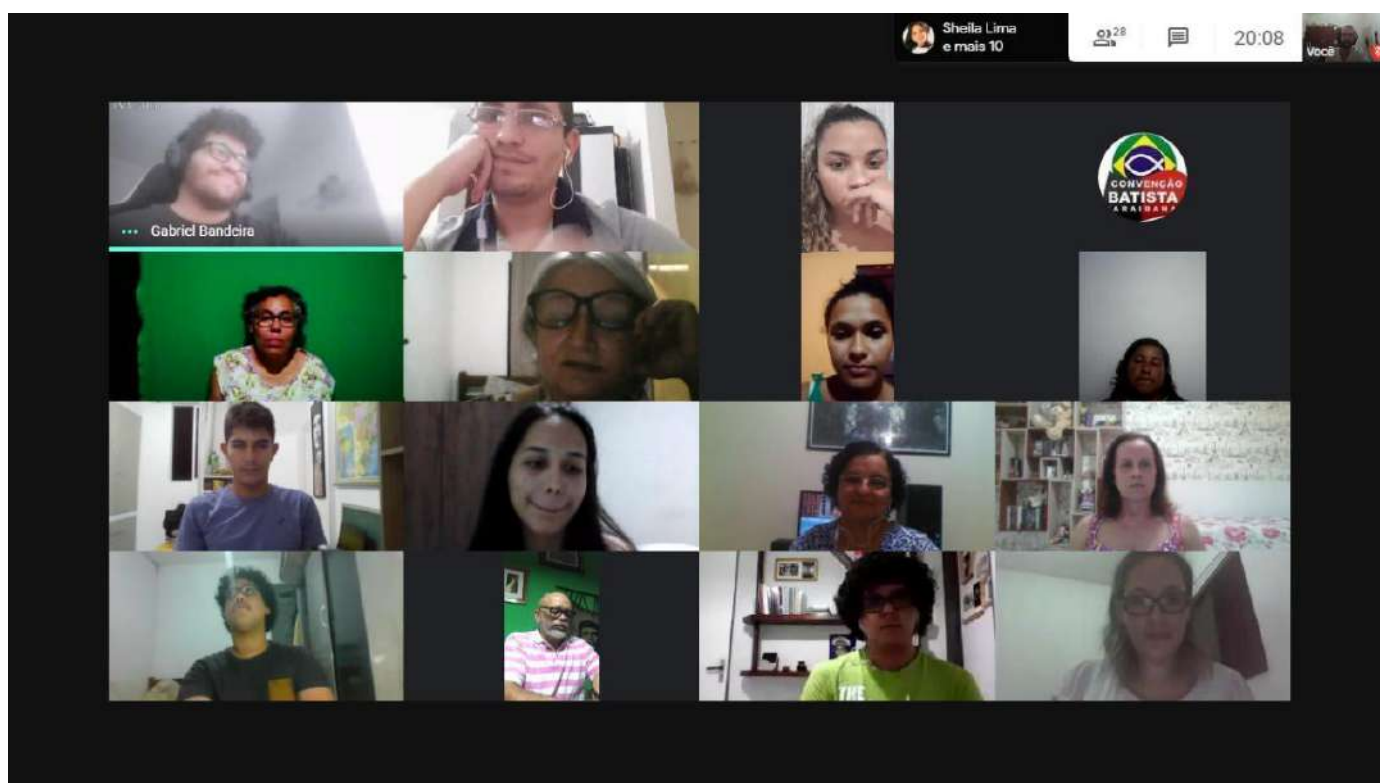 Sheila Lima
e mais 10
28
20:08
Você
Gabriel Bandeira
CONVENÇÃO
BATISTA
THE